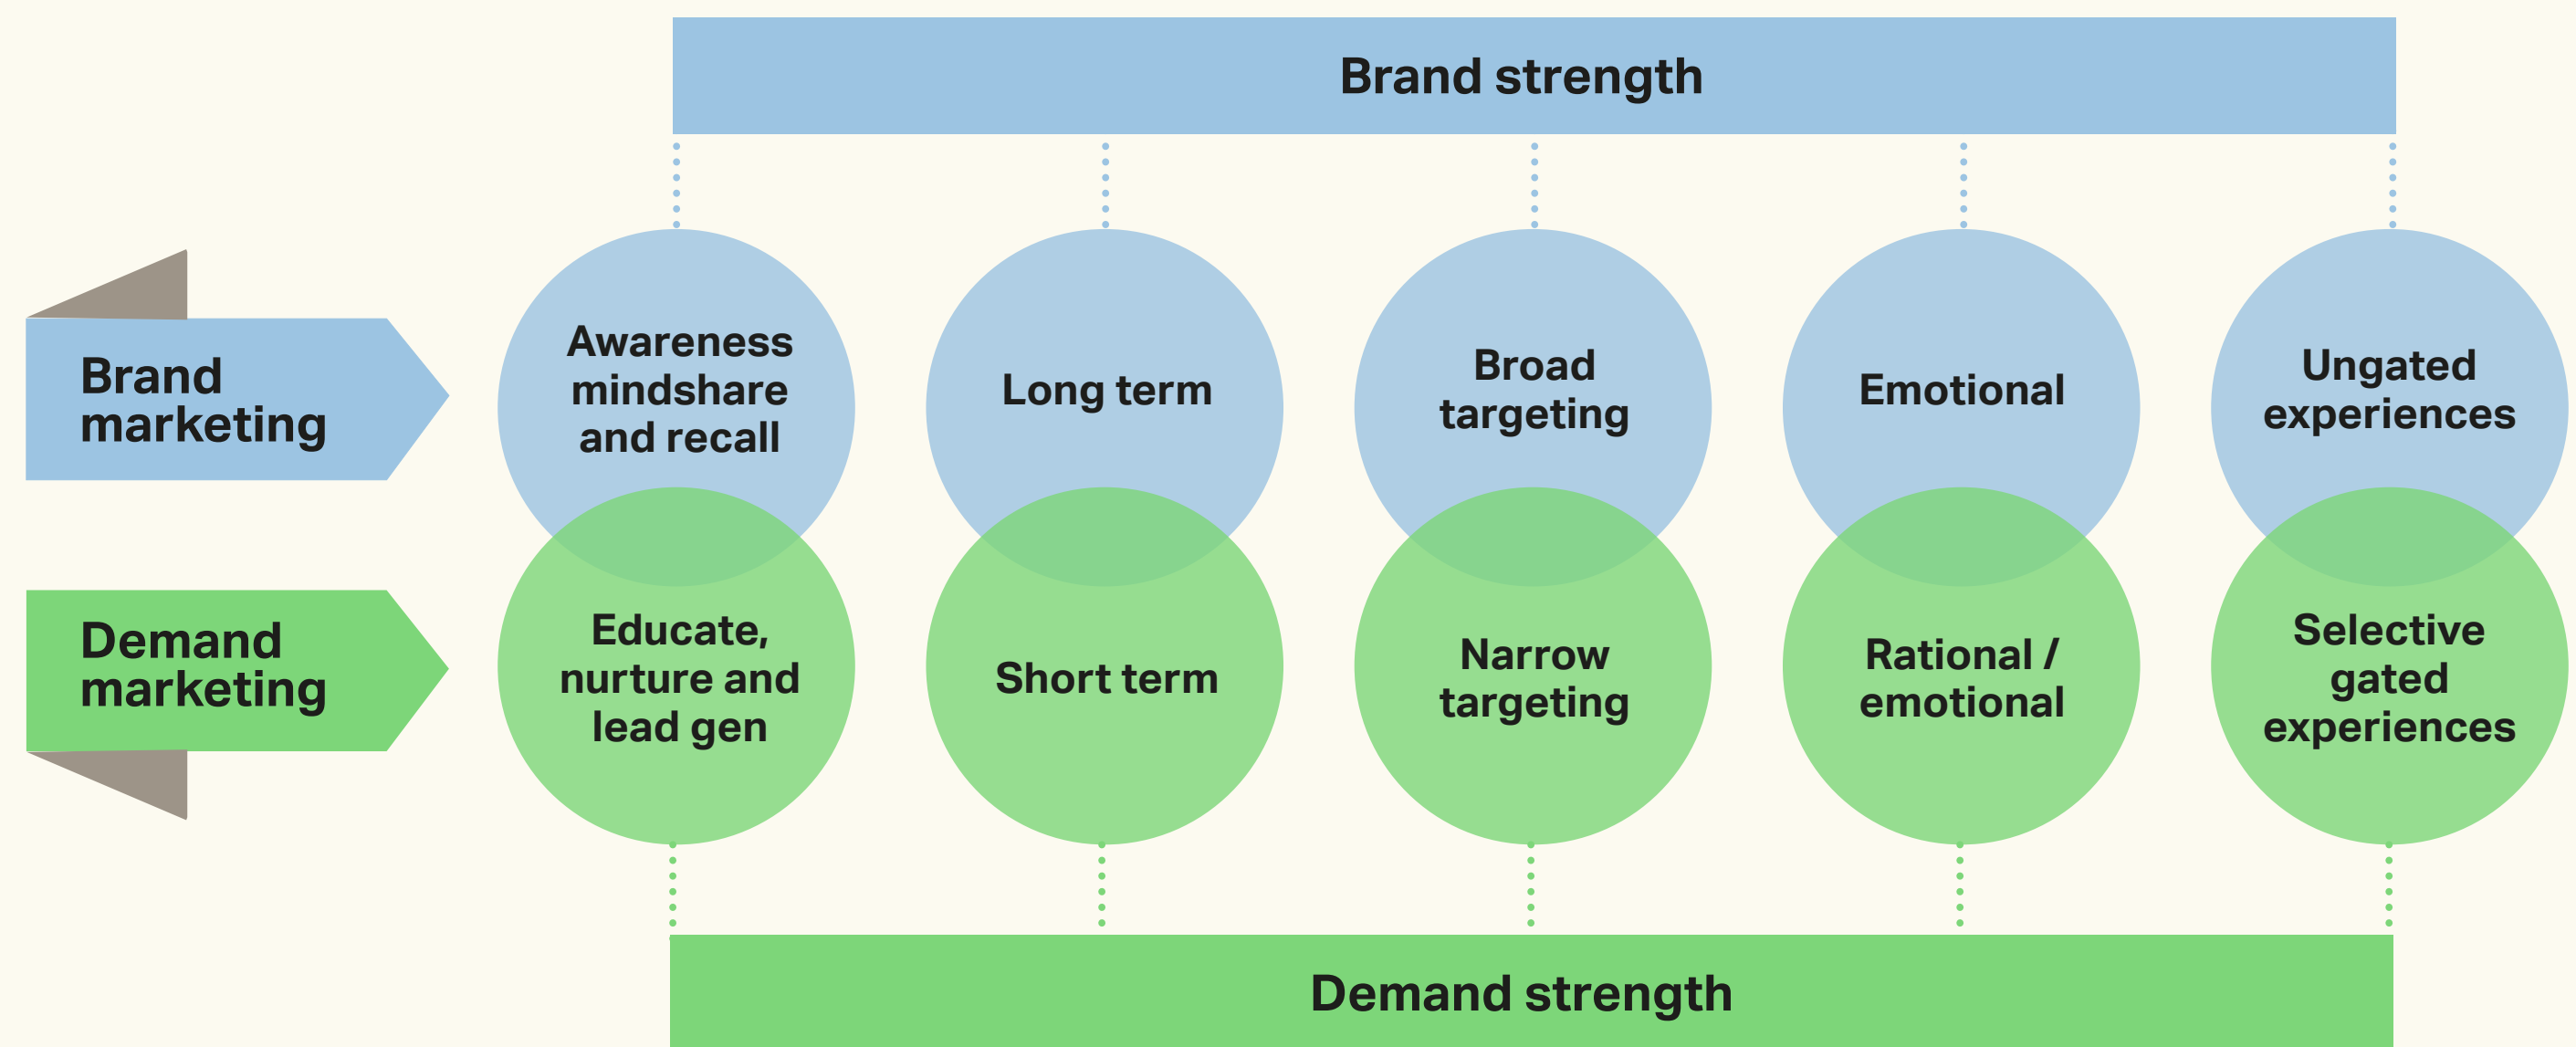 Brand strength
Brand
marketing
Awareness
mindshare
and recall
Long term
Broad
targeting
Emotional
Ungated
experiences
Demand
marketing
Educate,
nurture and
lead gen
Short term
Narrow
targeting
Rational /
emotional
Selective
gated
experiences
Demand strength